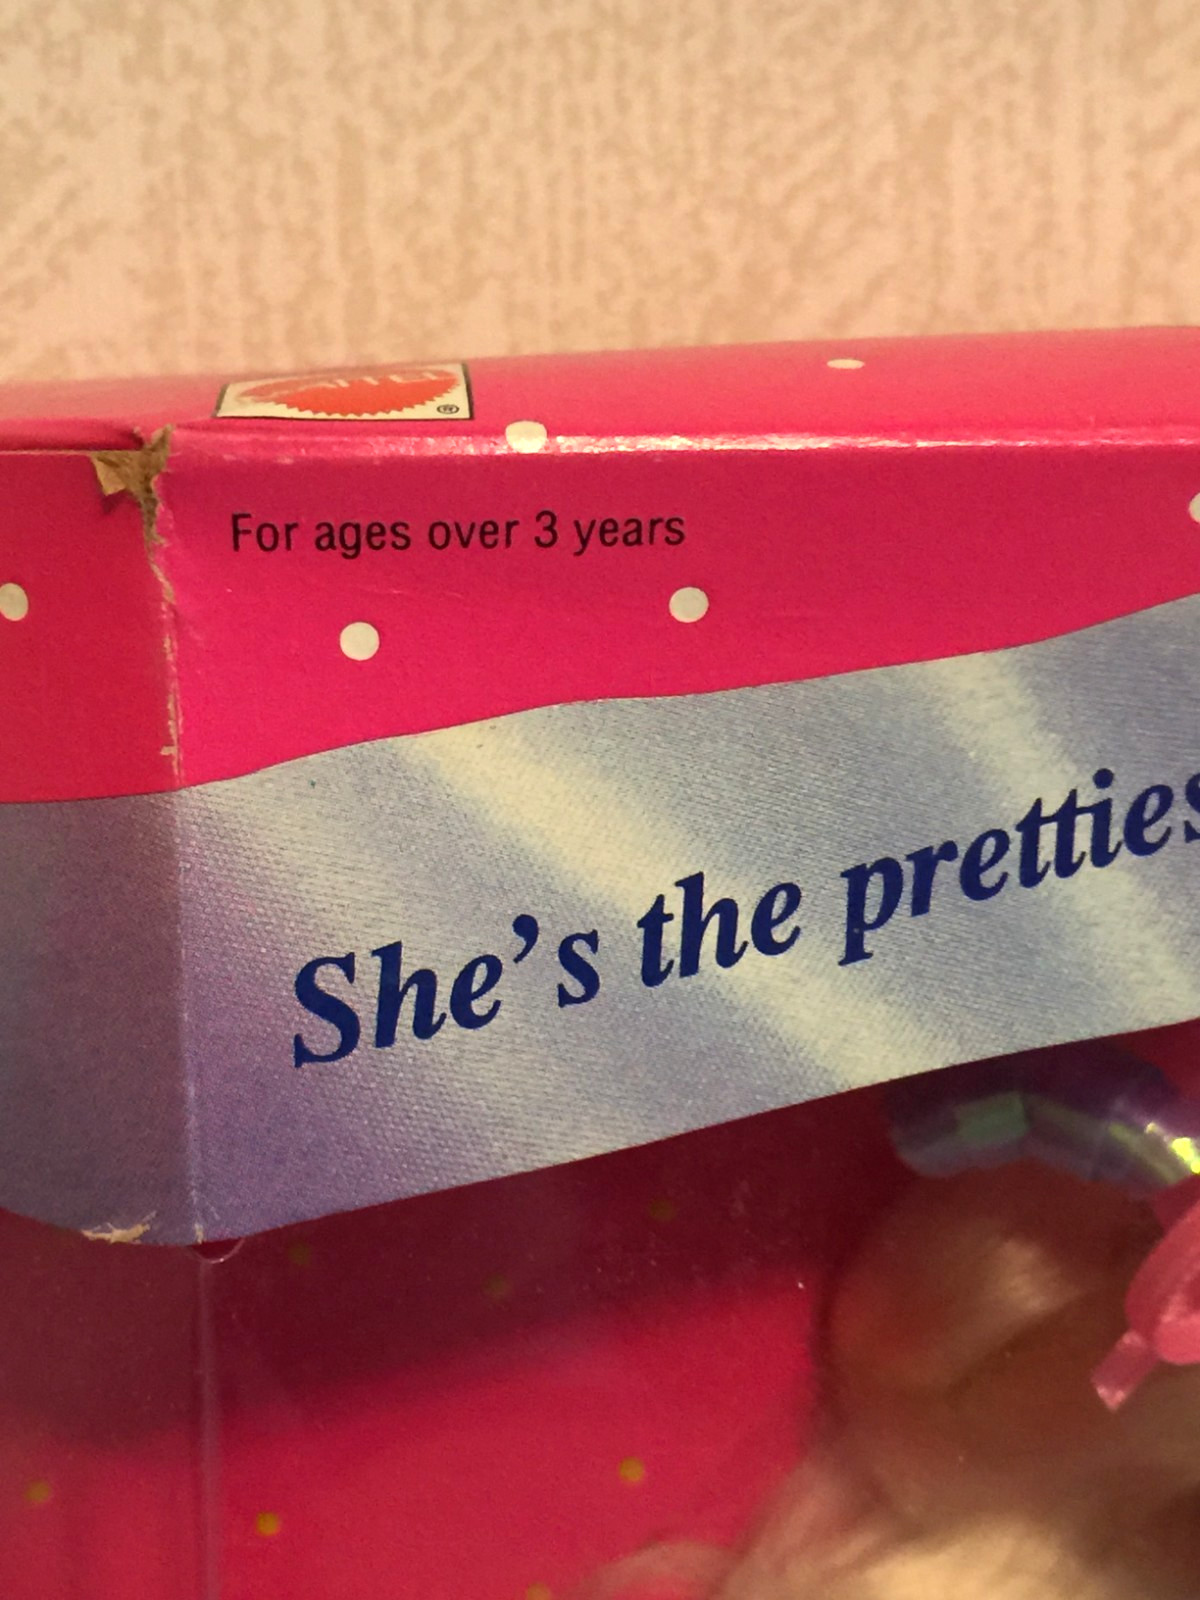 ®
For ages over 3 years
She's the pretties